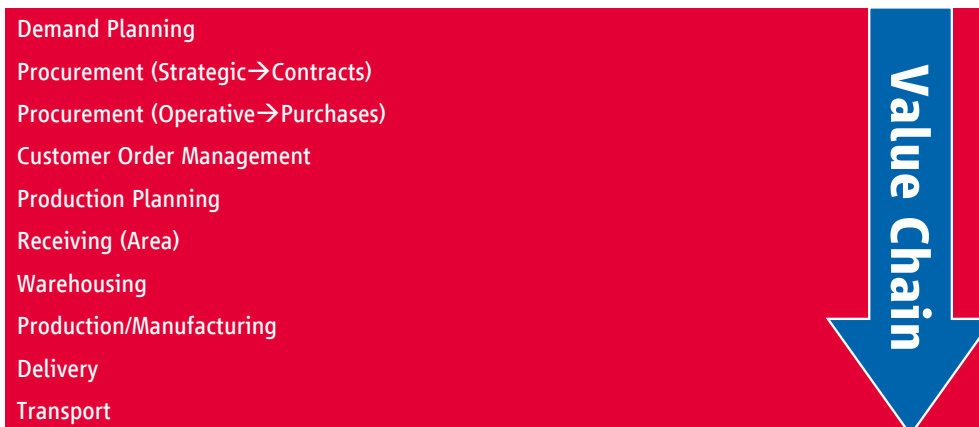 Demand Planning
Procurement (Strategic→Contracts)
Procurement (Operative→Purchases)
Customer Order Management
Production Planning
Receiving (Area)
Warehousing
Production/Manufacturing
Delivery
Transport
Value Chain